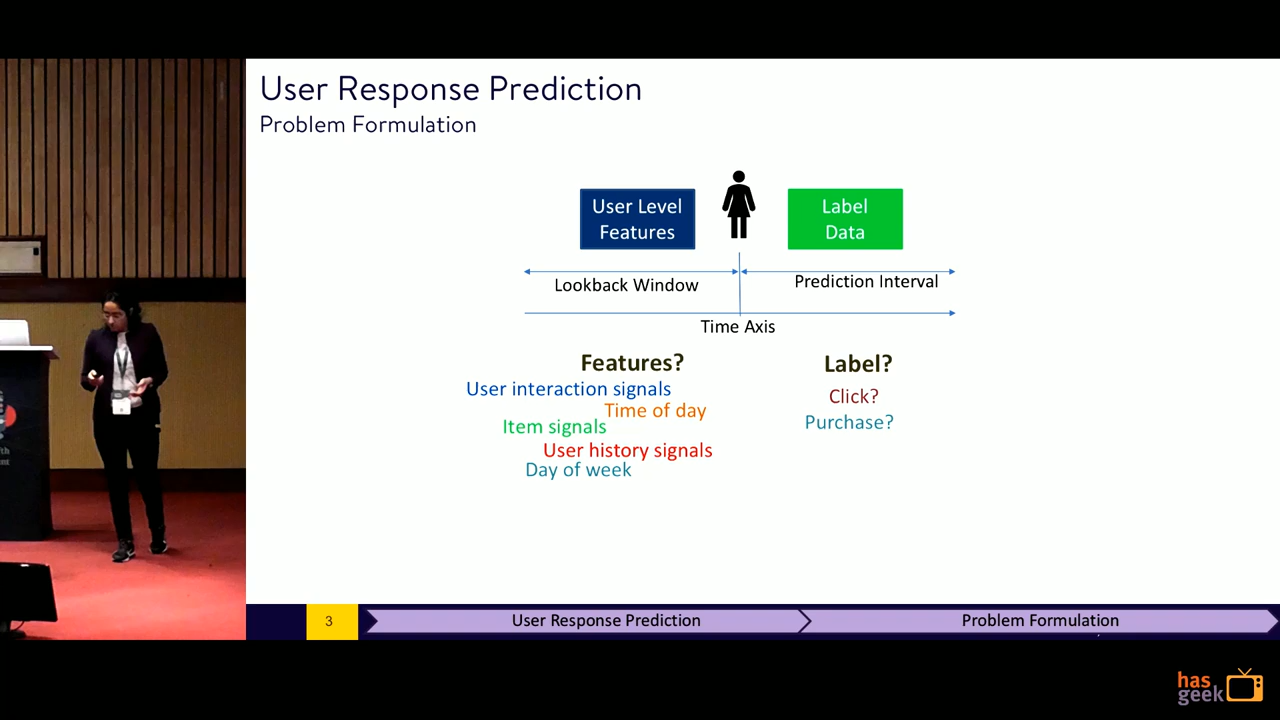 User Response Prediction
Problem Formulation
User Level
Features
Label
Data
Lookback Window
Prediction Interval
Time Axis
Features?
Label?
User interaction signals
Click?
Time of day
Purchase?
Item signals
User history signals
Day of week
3
User Response Prediction
Problem Formulation
has
geek